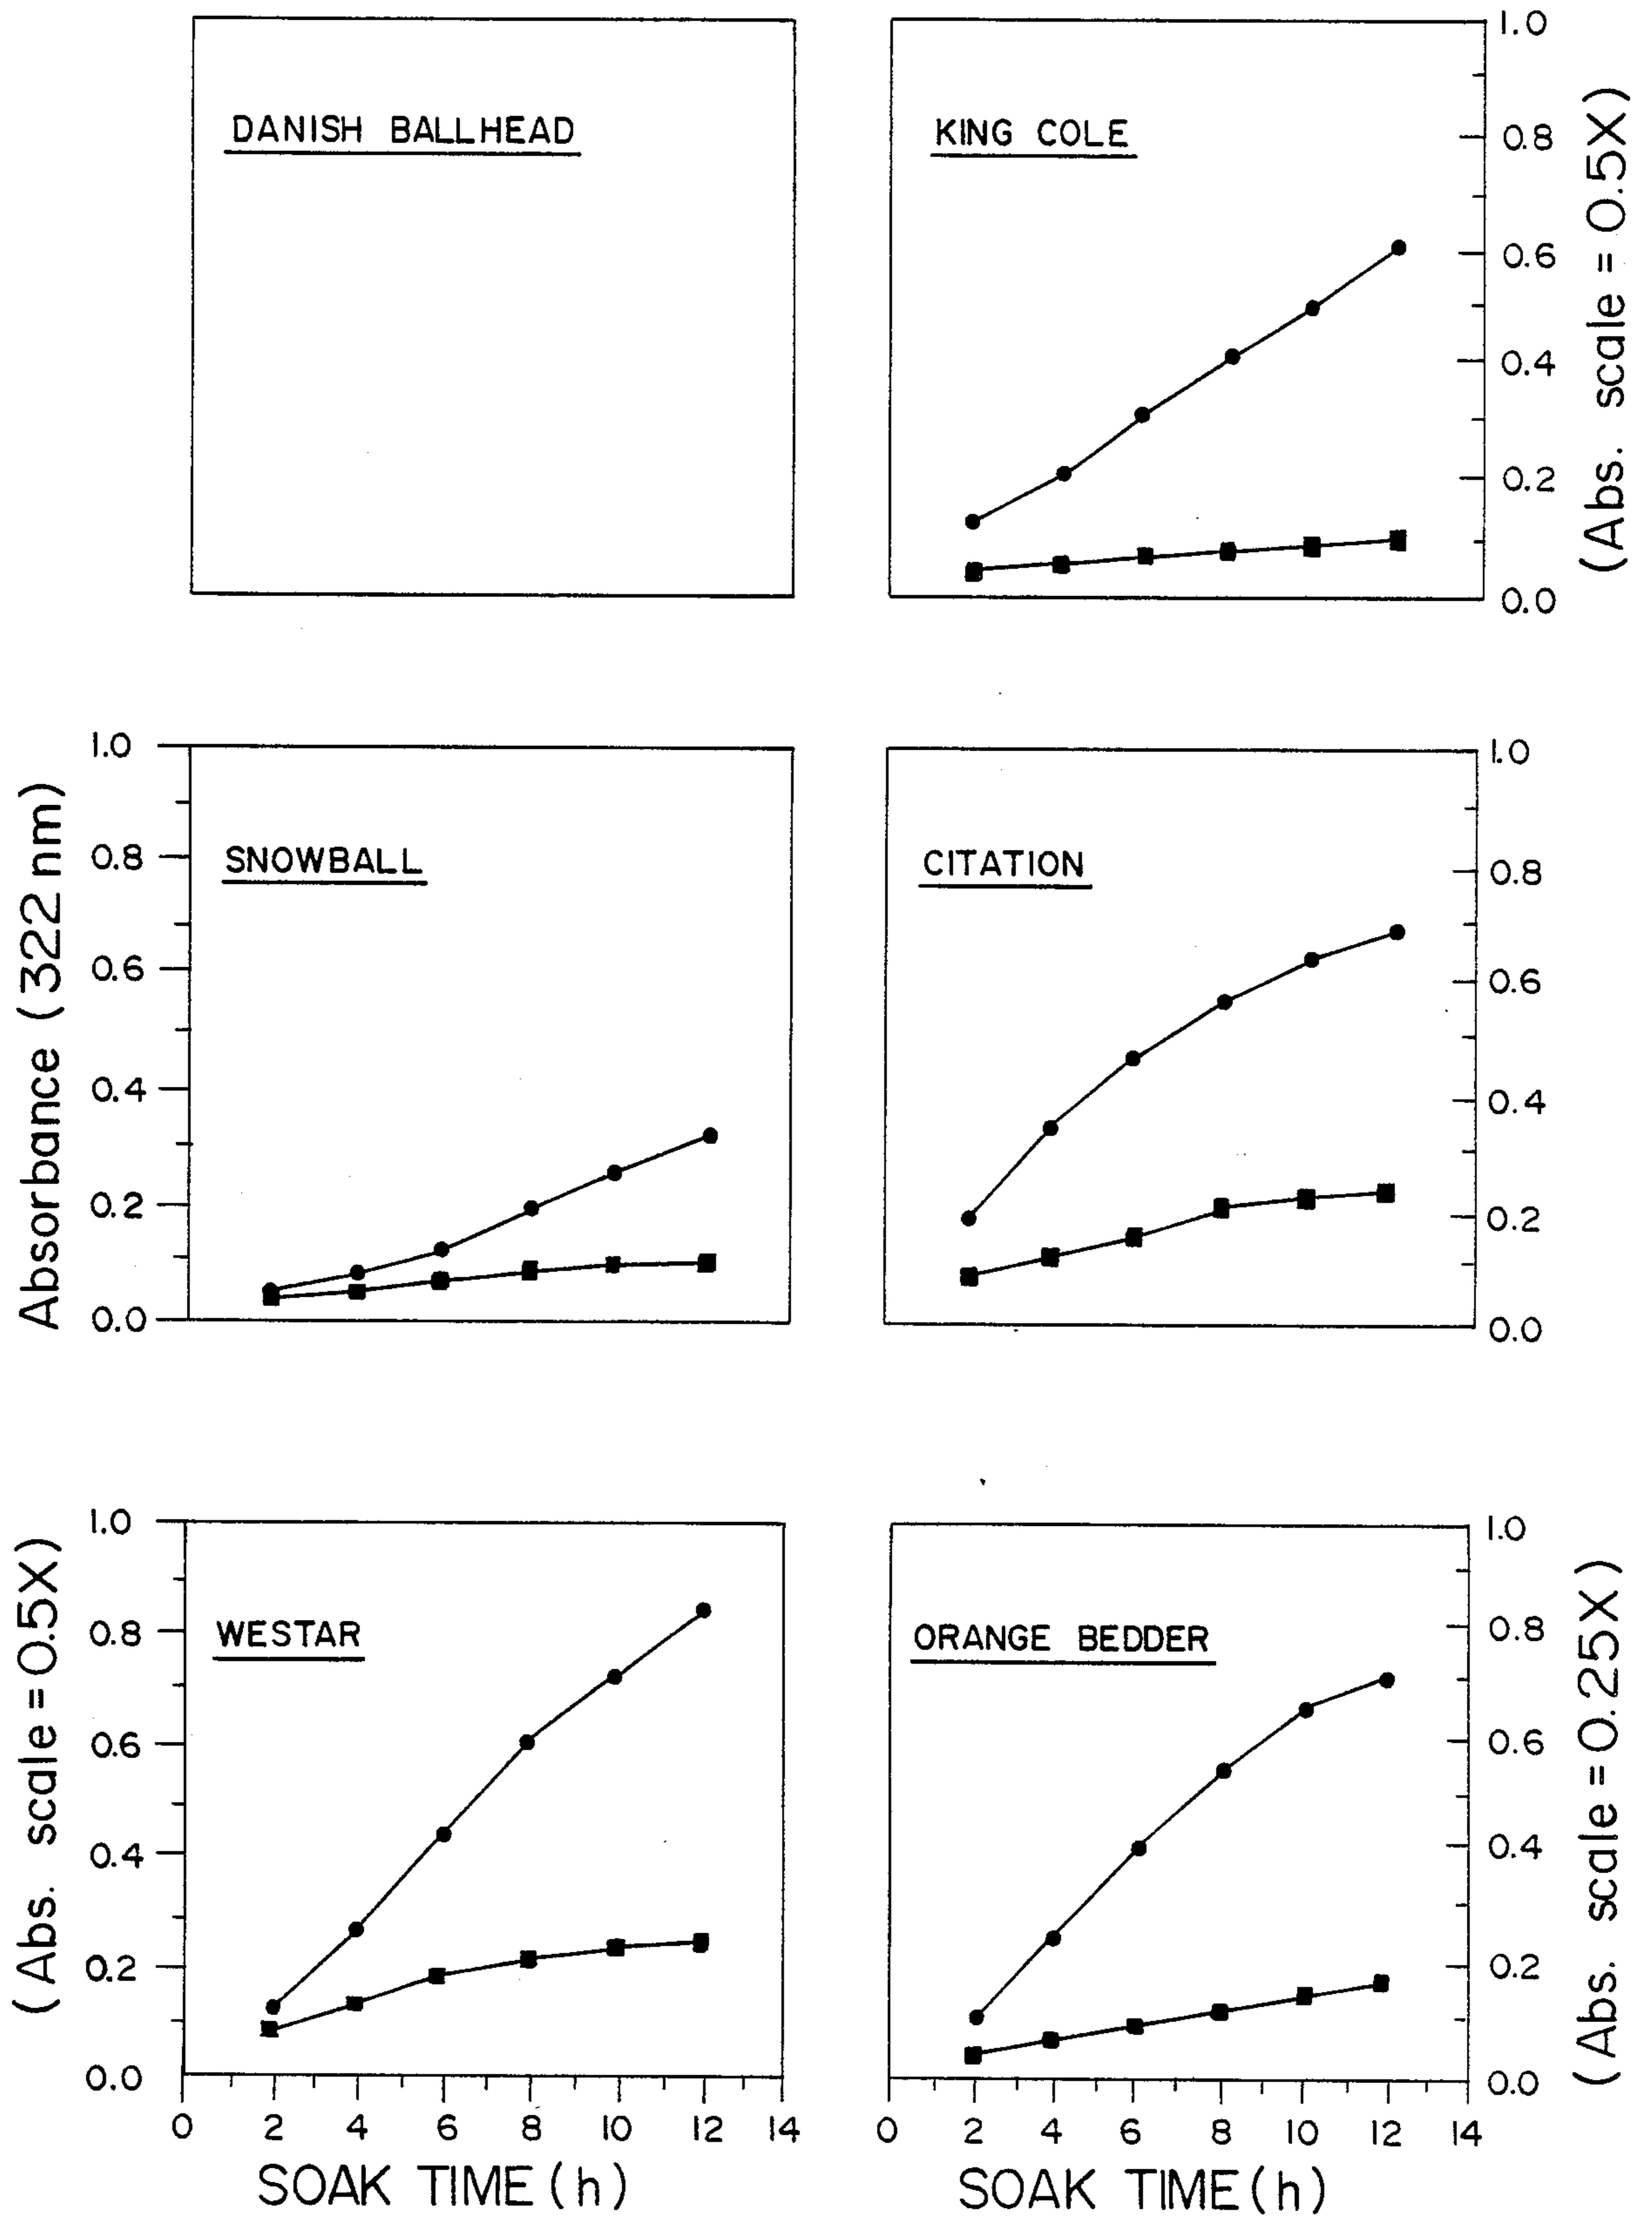 DANISH BALLHEAD
KING COLE
1.0
0.8
0.6
0.4
0.2
0.0
(Abs. scale = 0.5X)
Absorbance (322 nm)
1.0
0.8
0.6
0.4
0.2
0.0
SNOWBALL
CITATION
1.0
0.8
0.6
0.4
0.2
0.0
(Abs. scale = 0.5X)
1.0
0.8
0.6
0.4
0.2
0.0
WESTAR
0 2 4 6 8 10 12 14
SOAK TIME (h)
ORANGE BEDDER
1.0
0.8
0.6
0.4
0.2
0.0
(Abs. scale = 0.25X)
0 2 4 6 8 10 12 14
SOAK TIME (h)